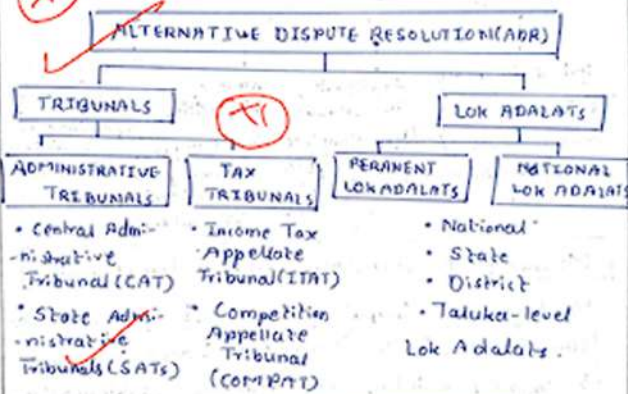 ALTERNATIVE DISPUTE RESOLUTION(ADR)
TRIBUNALS
+1
LOK ADALATs
ADMINISTRATIVE
TRIBUNALS
TAX
TRIBUNALS
PERANENT
LOKADALATS
NATIONAL
LOK ADALATS
• Central Admi-
-nistrative
Tribunal (CAT)
• State Admi-
-nistrative
Tribunals (SATs)
• Income Tax
Appellate
Tribunal (ITAT)
• Competition
Appellate
Tribunal
(COMPAT)
• National
• State
• District
• Taluka-level
Lok Adalats.